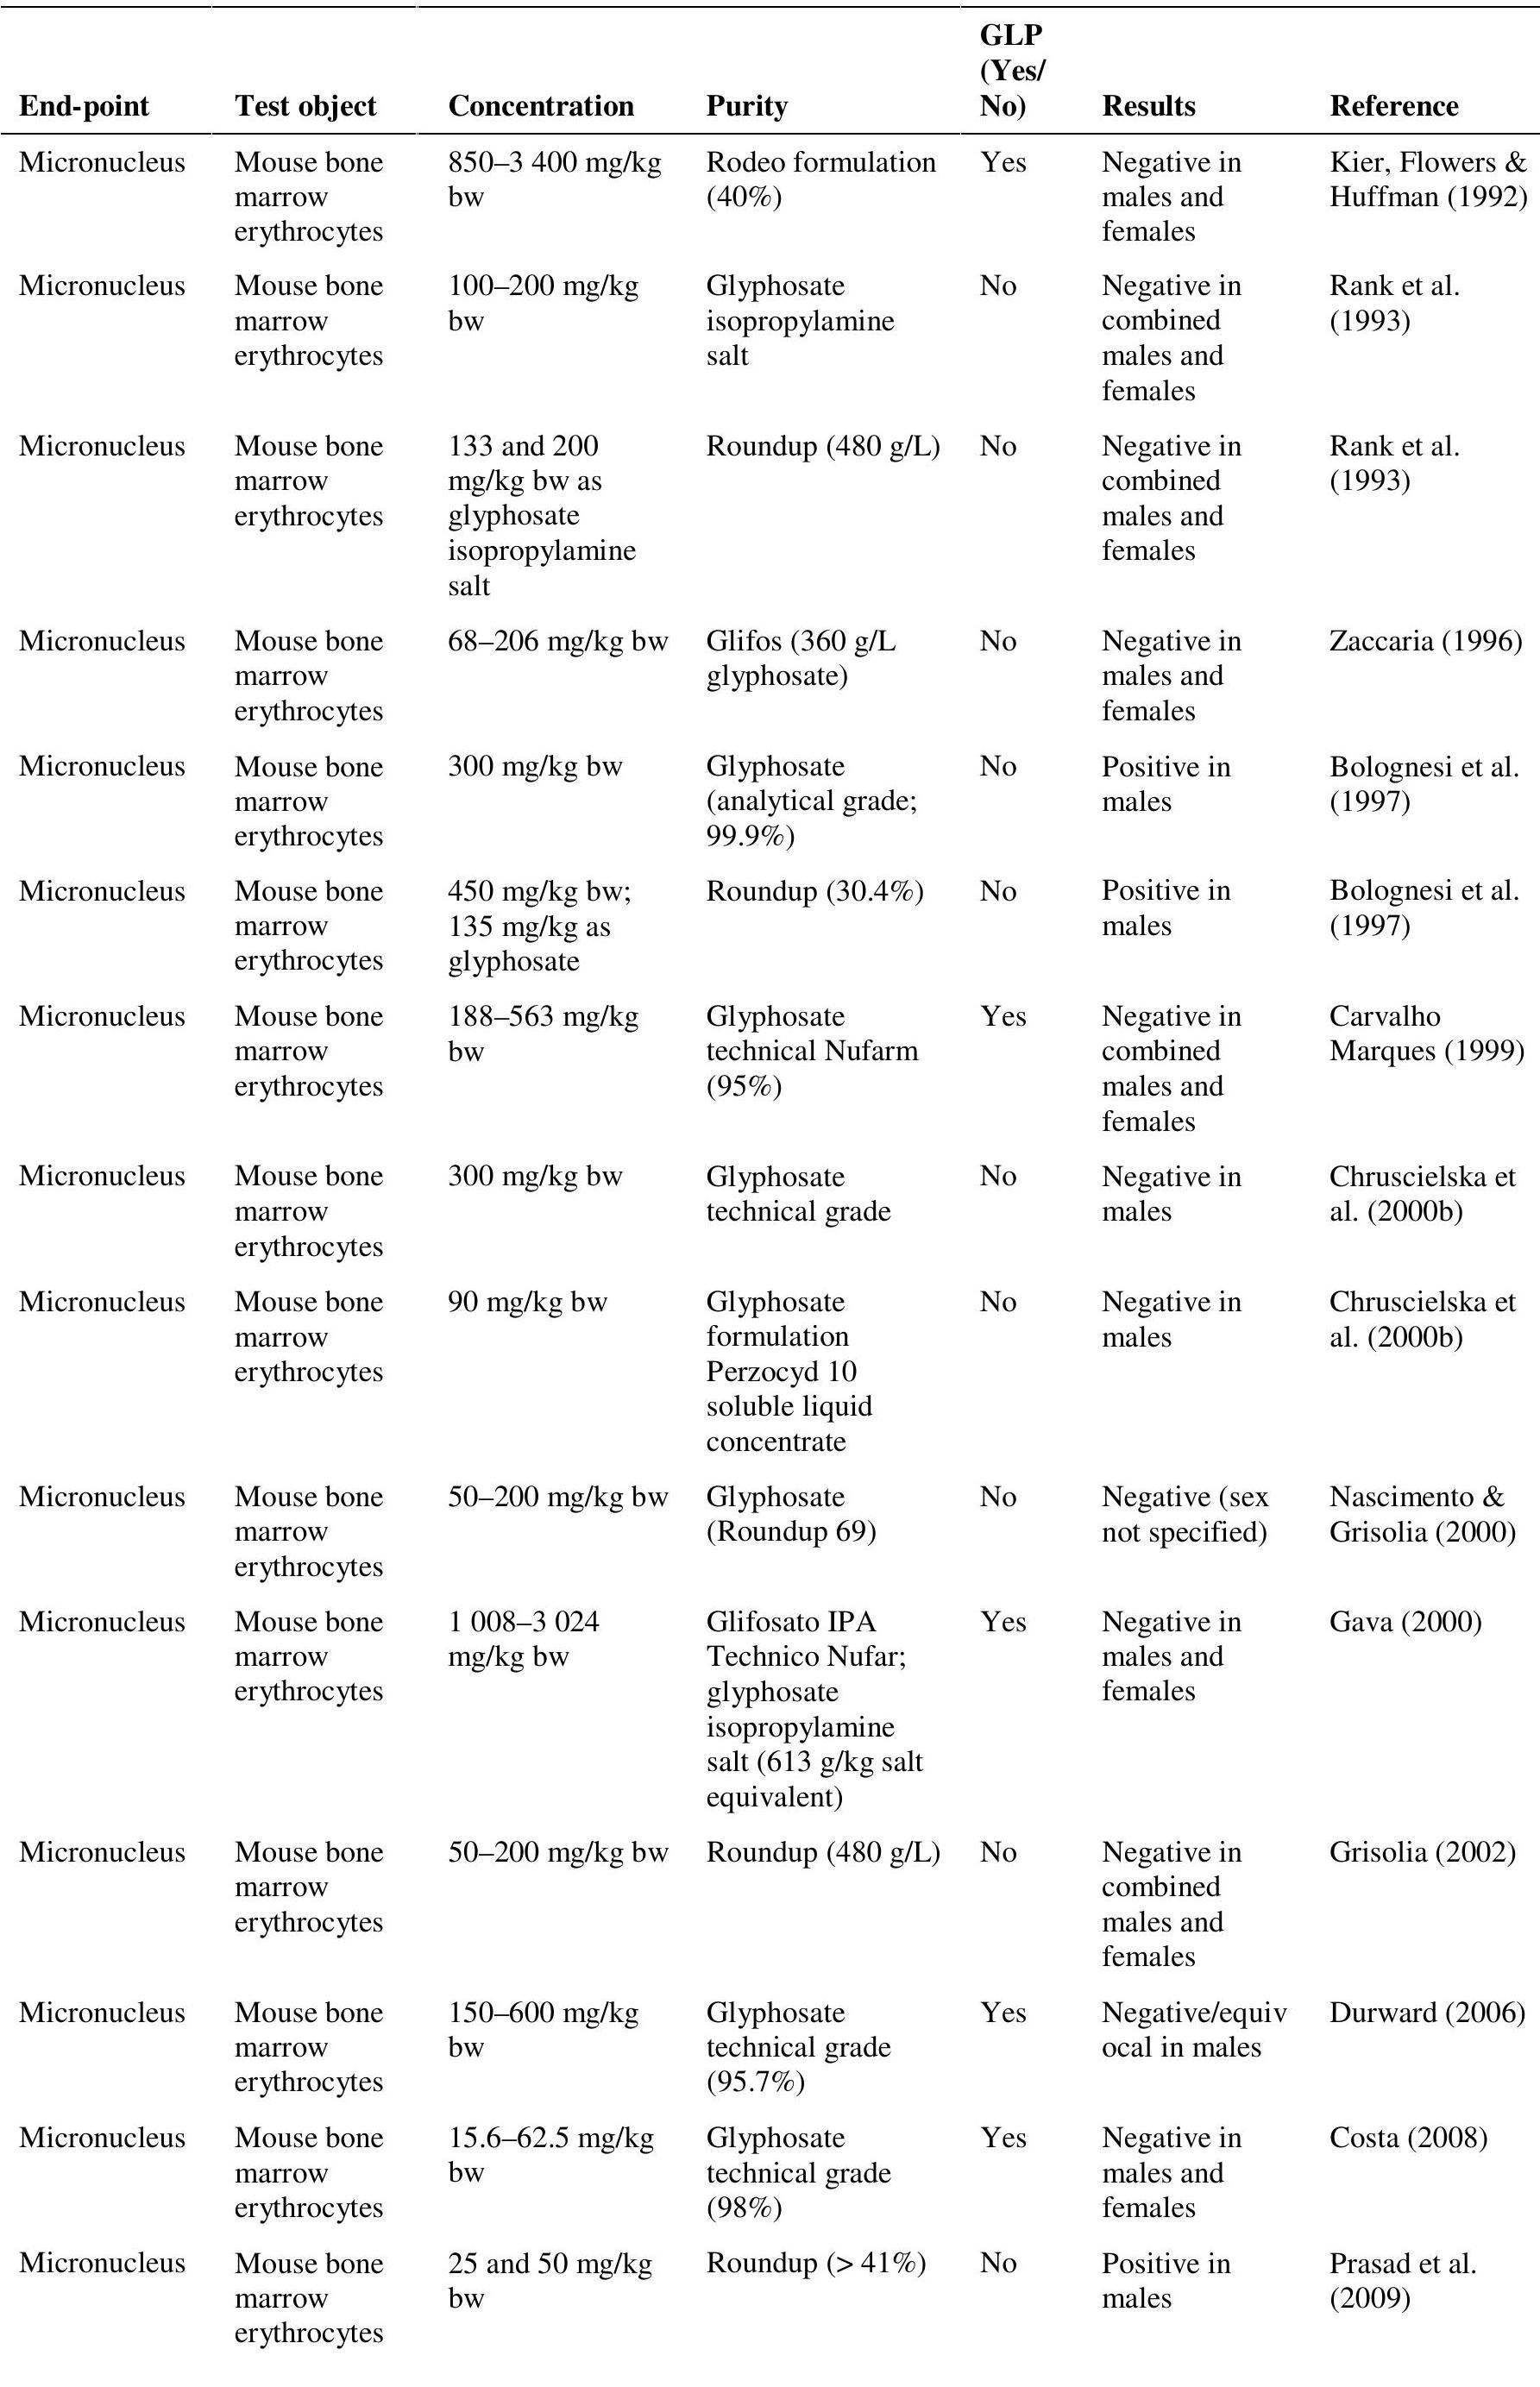 GLP
(Yes/
End-point Test object Concentration Purity No) Results Reference
Micronucleus Mouse bone 850–3 400 mg/kg Rodeo formulation Yes Negative in Kier, Flowers &
marrow bw (40%) males and Huffman (1992)
erythrocytes females
Micronucleus Mouse bone 100–200 mg/kg Glyphosate No Negative in Rank et al.
marrow bw isopropylamine combined (1993)
erythrocytes salt males and
females
Micronucleus Mouse bone 133 and 200 Roundup (480 g/L) No Negative in Rank et al.
marrow mg/kg bw as combined (1993)
erythrocytes glyphosate males and
isopropylamine females
salt
Micronucleus Mouse bone 68–206 mg/kg bw Glifos (360 g/L No Negative in Zaccaria (1996)
marrow glyphosate) males and
erythrocytes females
Micronucleus Mouse bone 300 mg/kg bw Glyphosate No Positive in Bolognesi et al.
marrow (analytical grade; males (1997)
erythrocytes 99.9%)
Micronucleus Mouse bone 450 mg/kg bw; Roundup (30.4%) No Positive in Bolognesi et al.
marrow 135 mg/kg as males (1997)
erythrocytes glyphosate
Micronucleus Mouse bone 188–563 mg/kg Glyphosate Yes Negative in Carvalho
marrow bw technical Nufarm combined Marques (1999)
erythrocytes (95%) males and
females
Micronucleus Mouse bone 300 mg/kg bw Glyphosate No Negative in Chruscielska et
marrow technical grade males al. (2000b)
erythrocytes
Micronucleus Mouse bone 90 mg/kg bw Glyphosate No Negative in Chruscielska et
marrow formulation males al. (2000b)
erythrocytes Perzocyd 10
soluble liquid
concentrate
Micronucleus Mouse bone 50–200 mg/kg bw Glyphosate No Negative (sex Nascimento &
marrow (Roundup 69) not specified) Grisolia (2000)
erythrocytes
Micronucleus Mouse bone 1 008–3 024 Glifosato IPA Yes Negative in Gava (2000)
marrow mg/kg bw Technico Nufar; males and
erythrocytes glyphosate females
isopropylamine
salt (613 g/kg salt
equivalent)
Micronucleus Mouse bone 50–200 mg/kg bw Roundup (480 g/L) No Negative in Grisolia (2002)
marrow combined
erythrocytes males and
females
Micronucleus Mouse bone 150–600 mg/kg Glyphosate Yes Negative/equiv Durward (2006)
marrow bw technical grade ocal in males
erythrocytes (95.7%)
Micronucleus Mouse bone 15.6–62.5 mg/kg Glyphosate Yes Negative in Costa (2008)
marrow bw technical grade males and
erythrocytes (98%) females
Micronucleus Mouse bone 25 and 50 mg/kg Roundup (> 41%) No Positive in Prasad et al.
marrow bw males (2009)
erythrocytes